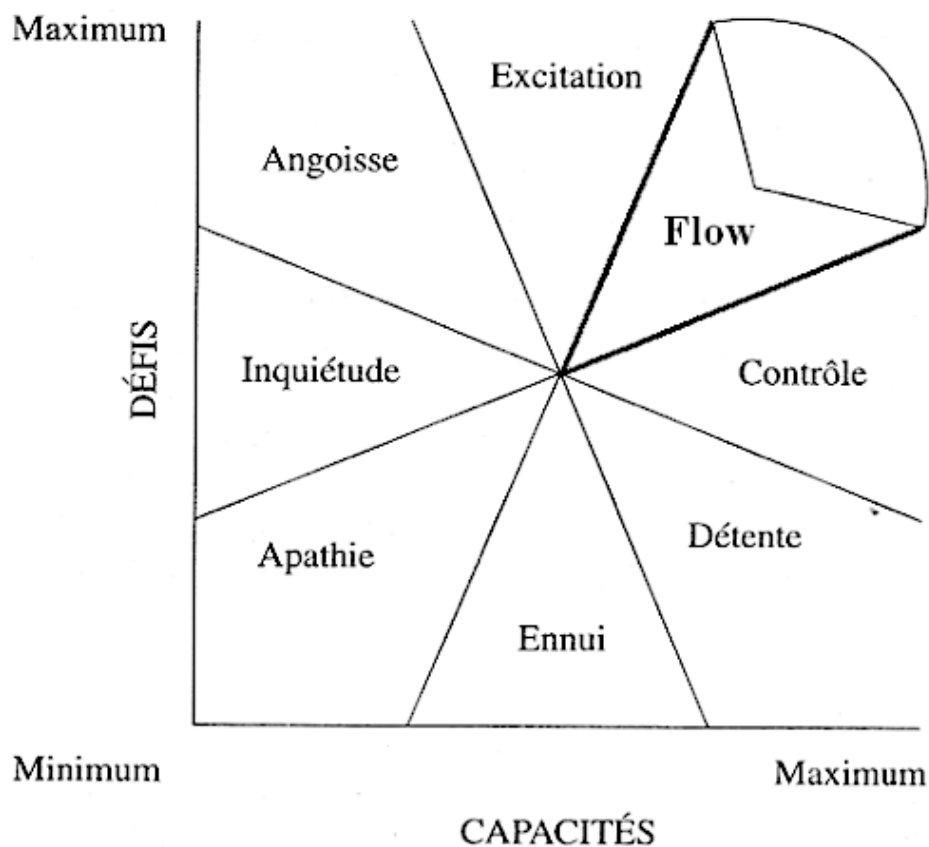 Maximum
Excitation
Angoisse
Flow
DÉFIS
Inquiétude
Contrôle
Apathie
Détente
Ennui
Minimum
Maximum
CAPACITÉS